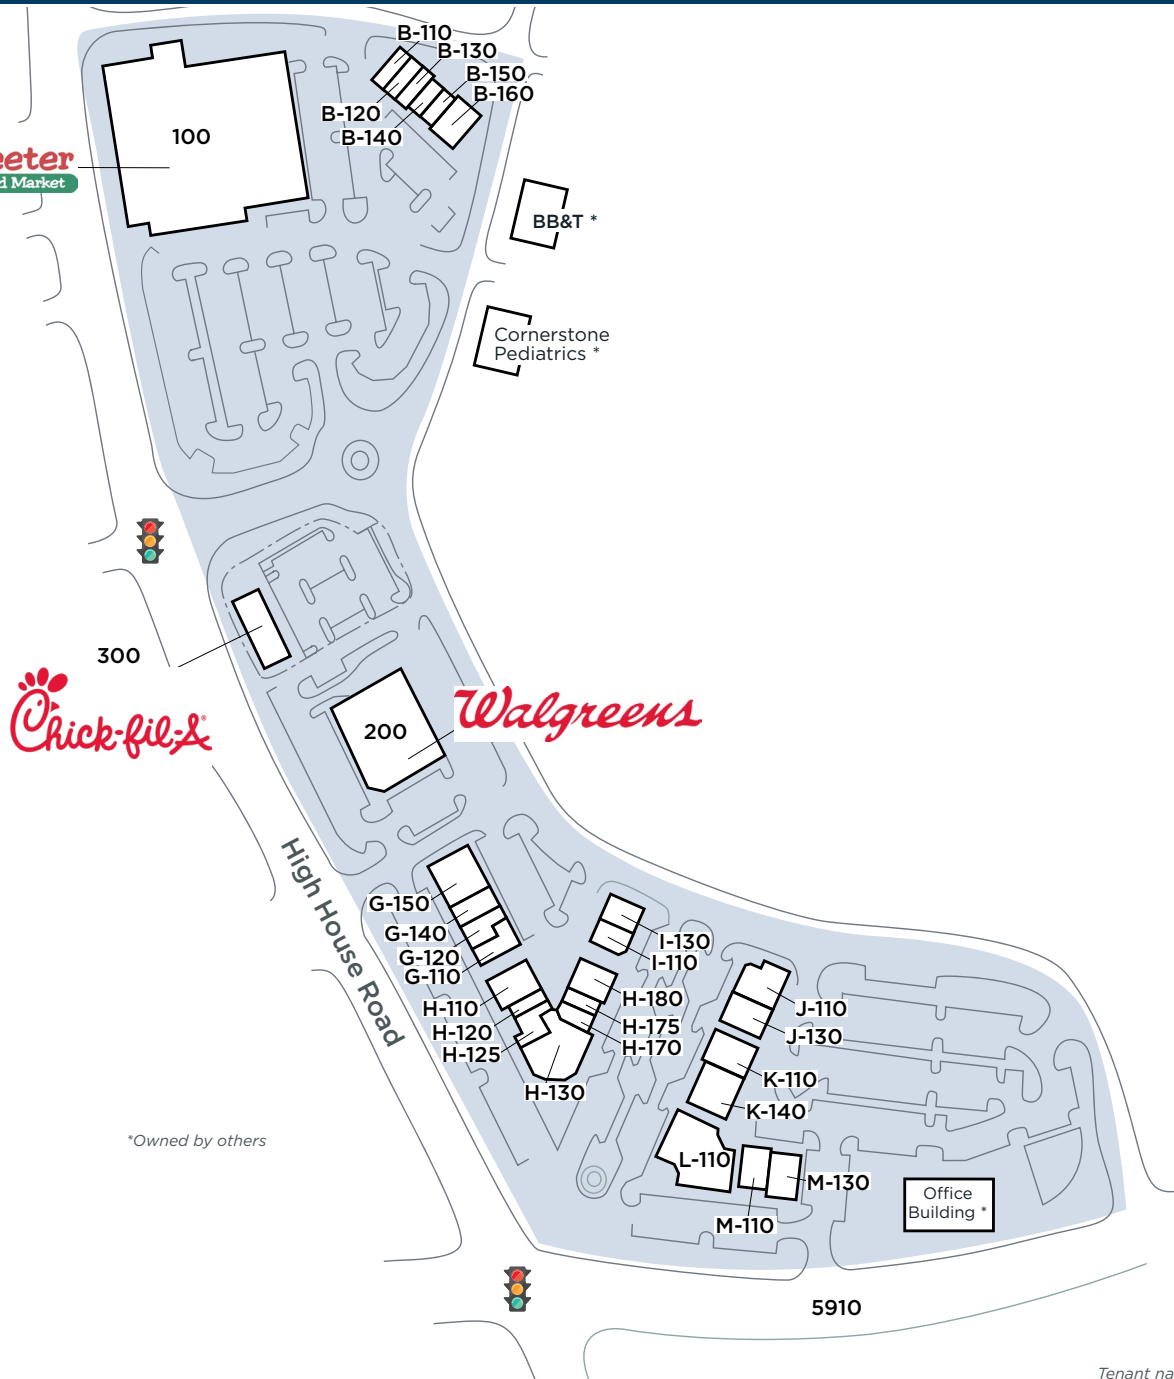 B-110
B-130
B-150
B-160
B-120
B-140
100
eeter
d Market
BB&T *
Cornerstone
Pediatrics *
300
Chick-fil-A
200
Walgreens
High House Road
G-150
G-140
G-120
G-110
I-130
I-110
H-110
H-120
H-125
H-130
H-180
H-175
H-170
J-110
J-130
K-110
K-140
L-110
M-130
M-110
Office
Building *
*Owned by others
5910
Tenant na